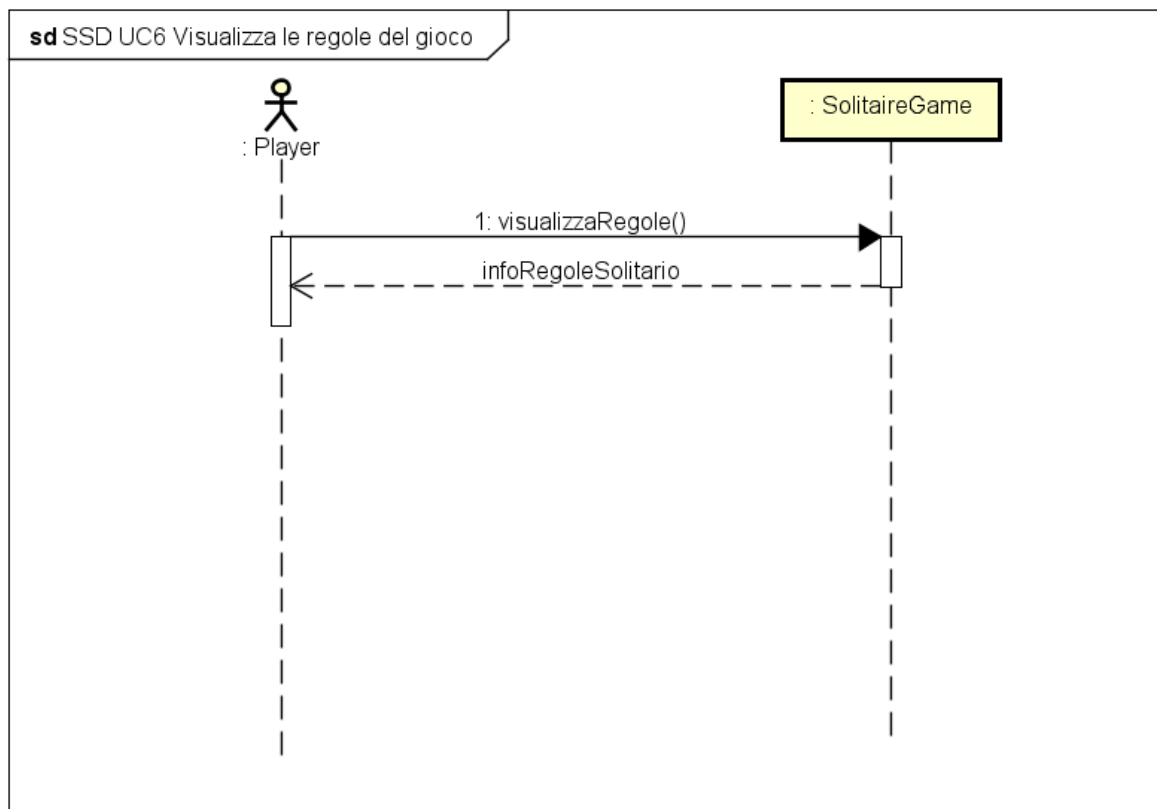 sd SSD UC6 Visualizza le regole del gioco
: Player
: SolitaireGame
1: visualizzaRegole()
infoRegoleSolitario